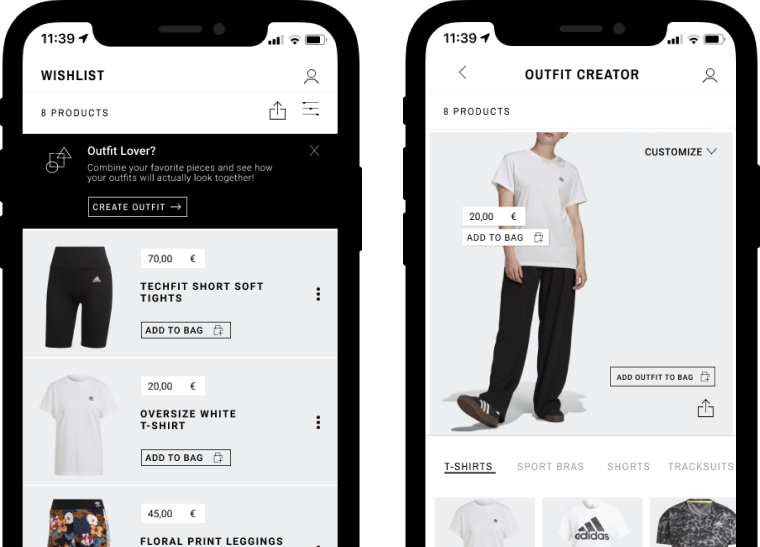 11:39
WISHLIST
8 PRODUCTS
Outfit Lover?
Combine your favorite pieces and see how
your outfits will actually look together!
CREATE OUTFIT
70,00 €
TECHFIT SHORT SOFT
TIGHTS
ADD TO BAG
20,00 €
OVERSIZE WHITE
T-SHIRT
ADD TO BAG
45,00 €
FLORAL PRINT LEGGINGS
11:39
OUTFIT CREATOR
8 PRODUCTS
CUSTOMIZE
20,00 €
ADD TO BAG
ADD OUTFIT TO BAG
T-SHIRTS SPORT BRAS SHORTS TRACKSUITS
adidas